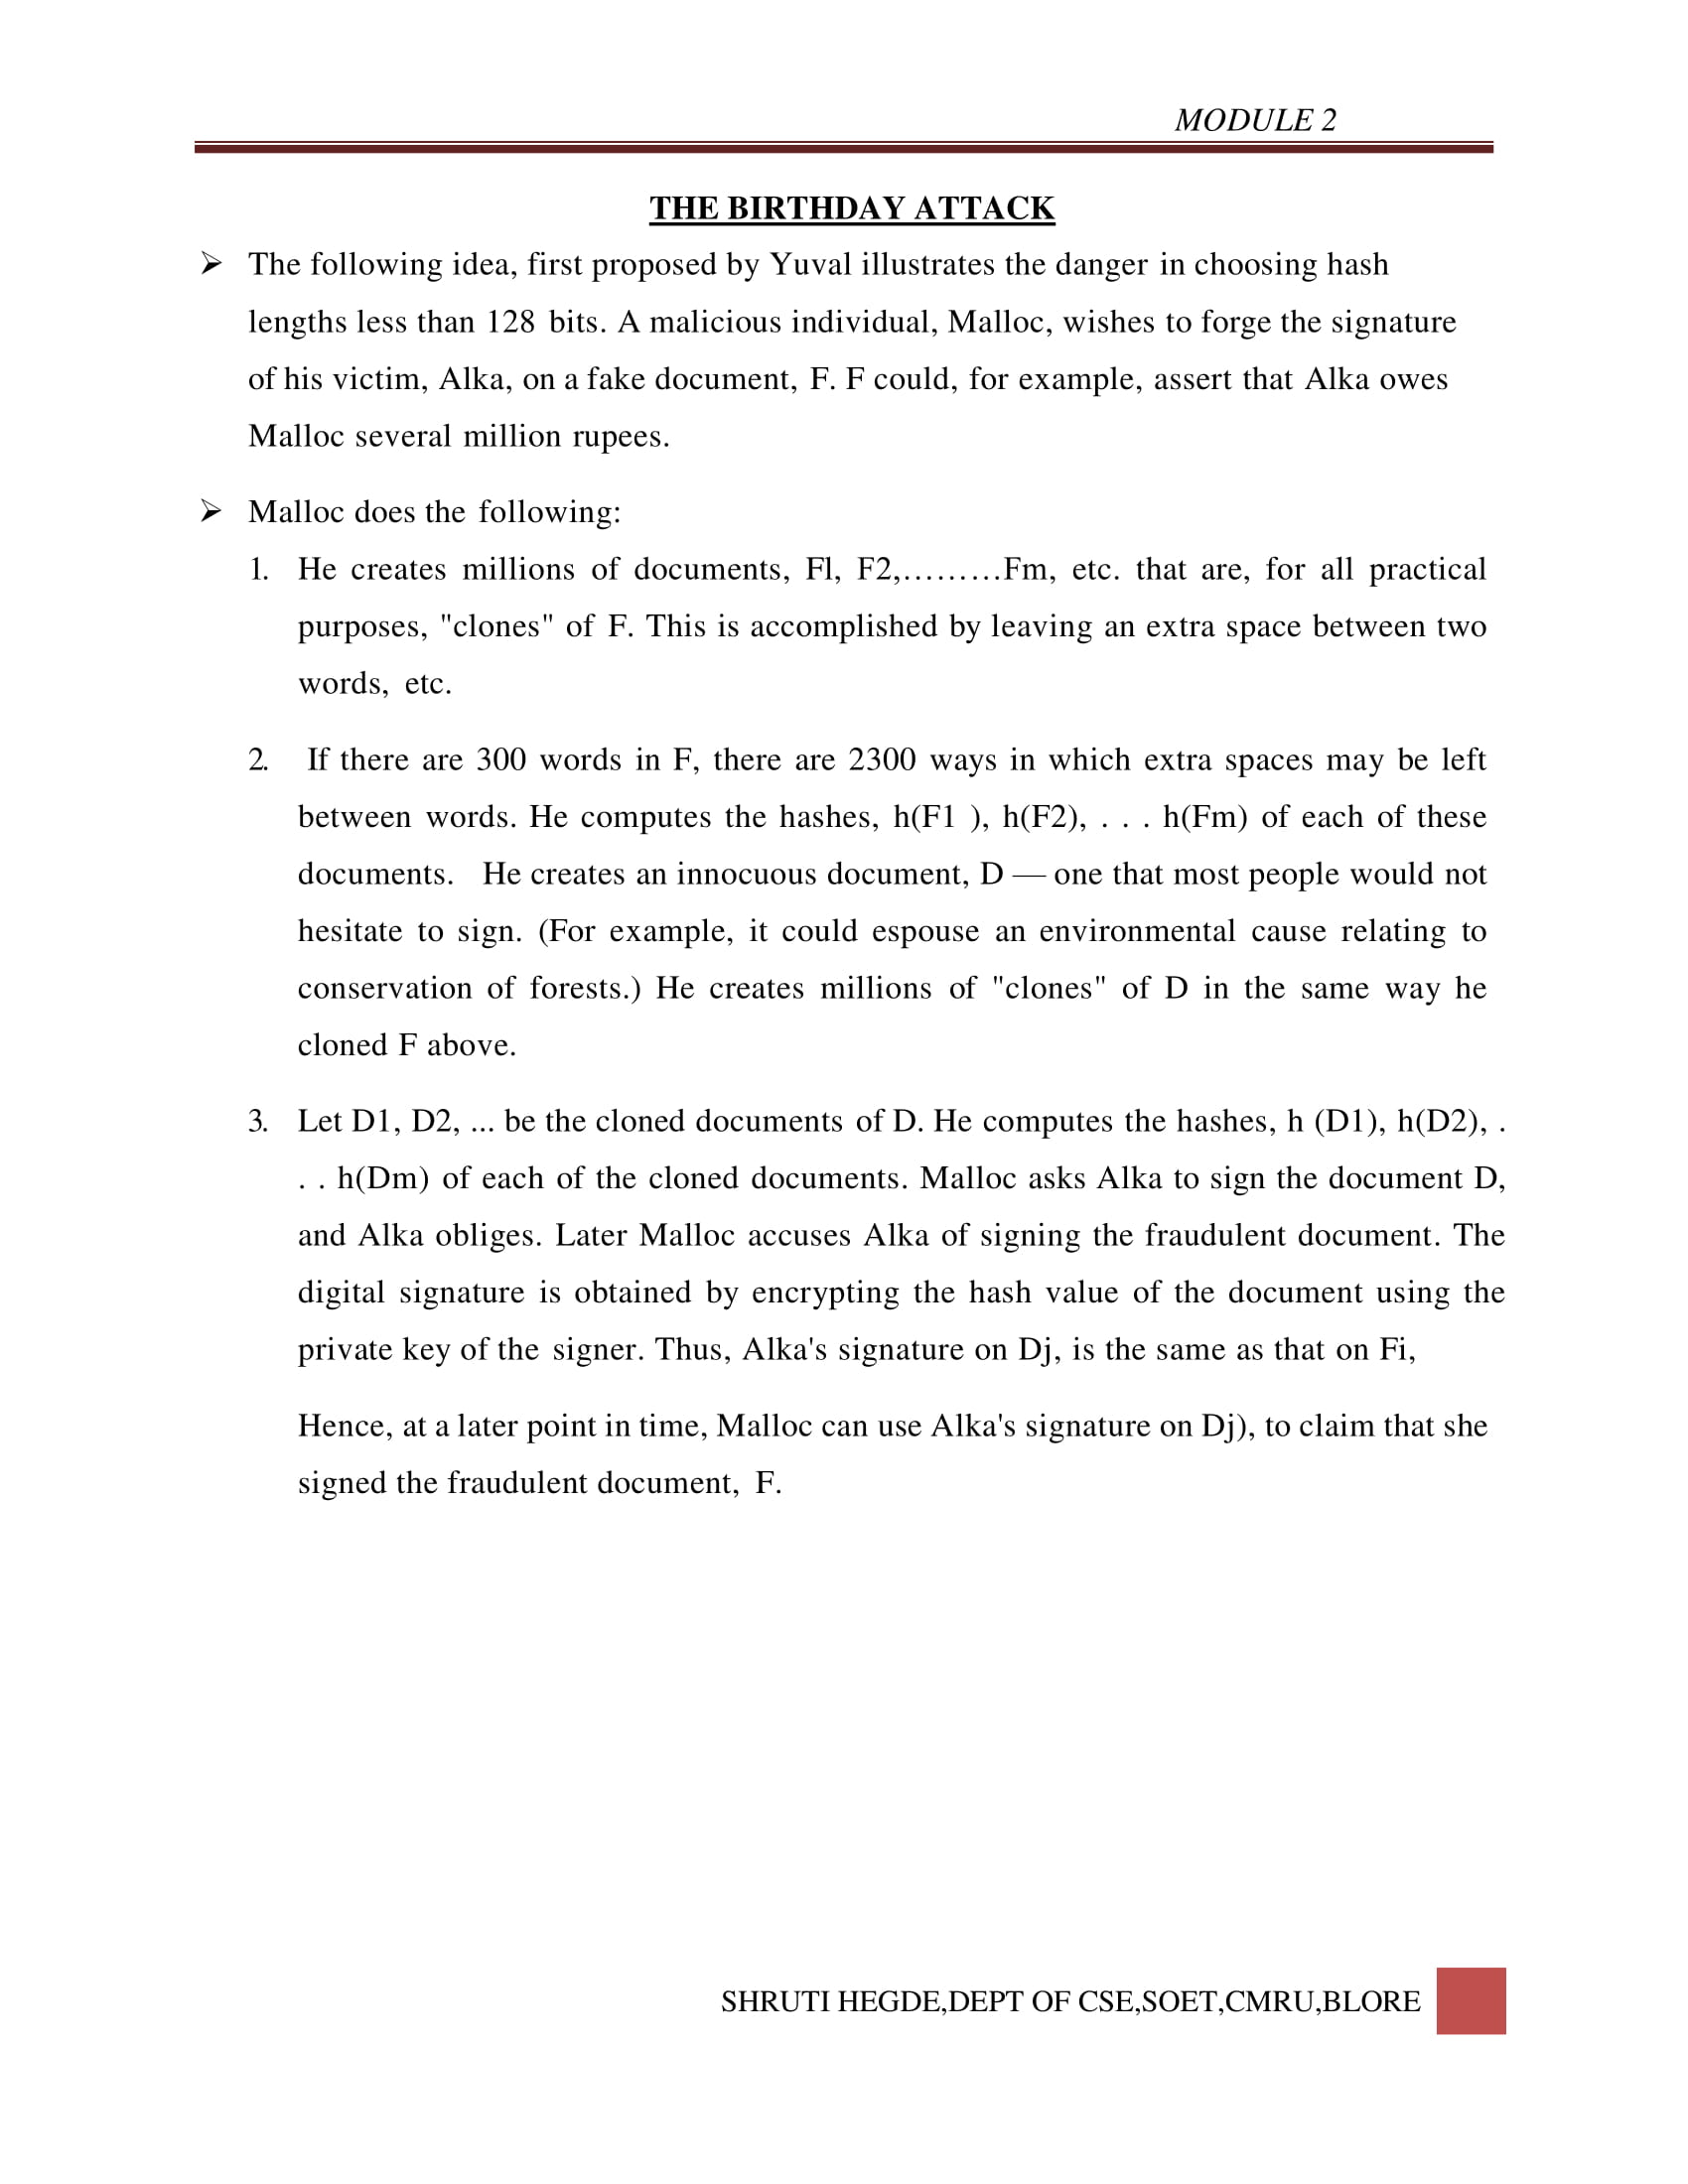 MODULE 2
THE BIRTHDAY ATTACK
➢ The following idea, first proposed by Yuval illustrates the danger in choosing hash
lengths less than 128 bits. A malicious individual, Malloc, wishes to forge the signature
of his victim, Alka, on a fake document, F. F could, for example, assert that Alka owes
Malloc several million rupees.
➢ Malloc does the following:
1. He creates millions of documents, Fl, F2,………Fm, etc. that are, for all practical
purposes, "clones" of F. This is accomplished by leaving an extra space between two
words, etc.
2. If there are 300 words in F, there are 2300 ways in which extra spaces may be left
between words. He computes the hashes, h(F1 ), h(F2), . . . h(Fm) of each of these
documents. He creates an innocuous document, D — one that most people would not
hesitate to sign. (For example, it could espouse an environmental cause relating to
conservation of forests.) He creates millions of "clones" of D in the same way he
cloned F above.
3. Let D1, D2, ... be the cloned documents of D. He computes the hashes, h (D1), h(D2), .
. . h(Dm) of each of the cloned documents. Malloc asks Alka to sign the document D,
and Alka obliges. Later Malloc accuses Alka of signing the fraudulent document. The
digital signature is obtained by encrypting the hash value of the document using the
private key of the signer. Thus, Alka's signature on Dj, is the same as that on Fi,
Hence, at a later point in time, Malloc can use Alka's signature on Dj), to claim that she
signed the fraudulent document, F.
SHRUTI HEGDE,DEPT OF CSE,SOET,CMRU,BLORE